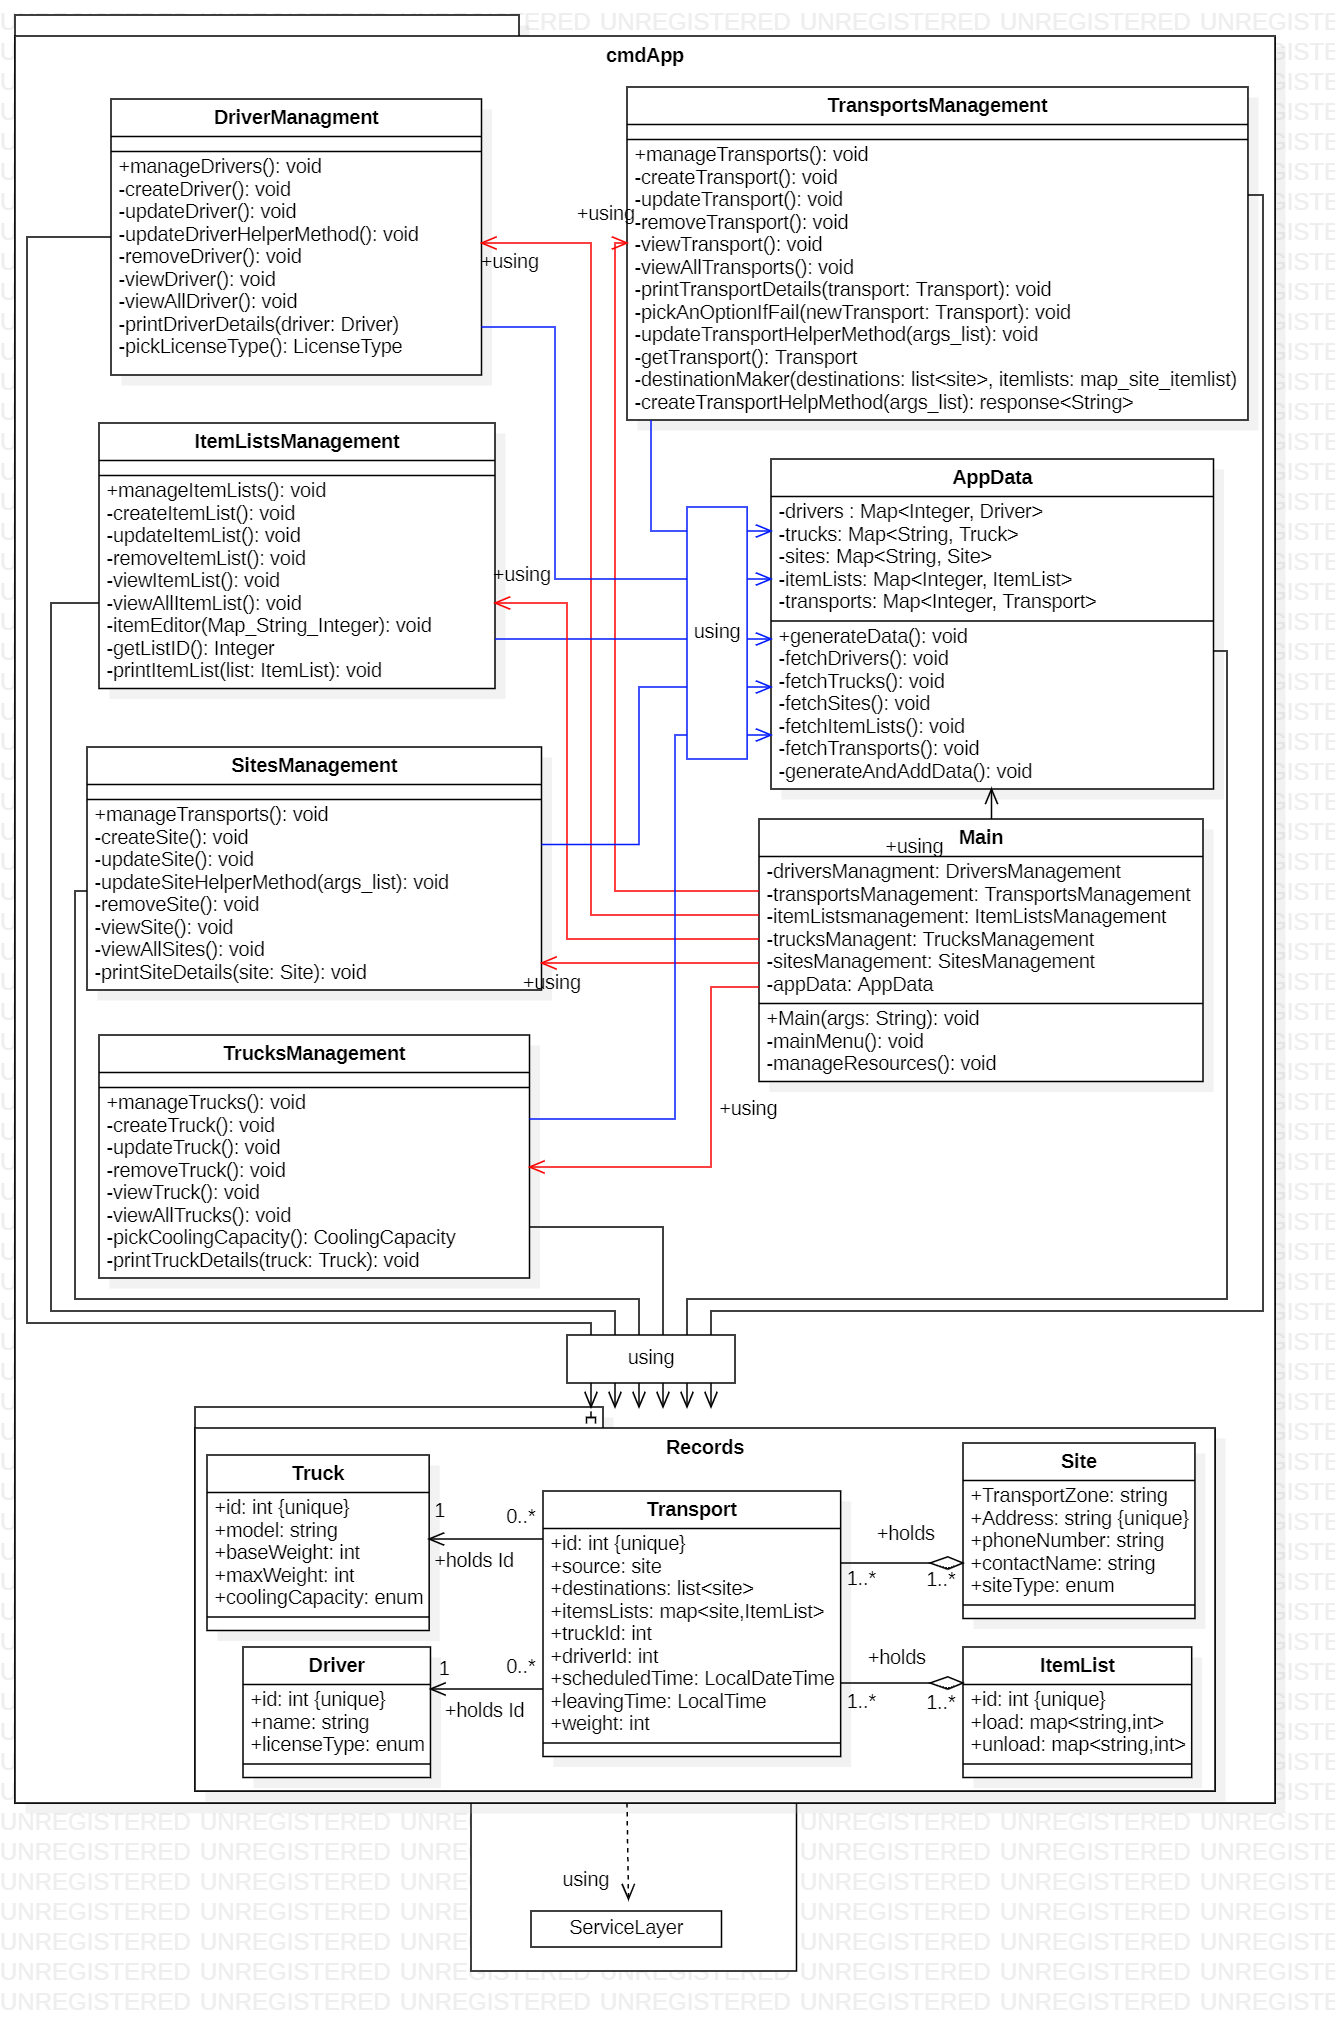 cmdApp
DriverManagment
+manageDrivers(): void
-createDriver(): void
-updateDriver(): void
-updateDriverHelperMethod(): void
-removeDriver(): void
-viewDriver(): void
-viewAllDriver(): void
-printDriverDetails(driver: Driver)
-pickLicenseType(): LicenseType
TransportsManagement
+manageTransports(): void
-createTransport(): void
-updateTransport(): void
-removeTransport(): void
-viewTransport(): void
-viewAllTransports(): void
-printTransportDetails(transport: Transport): void
-pickAnOptionIfFail(newTransport: Transport): void
-updateTransportHelperMethod(args_list): void
-getTransport(): Transport
-destinationMaker(destinations: list<site>, itemlists: map_site_itemlist)
-createTransportHelpMethod(args_list): response<String>
+using
+using
ItemListsManagement
+manageItemLists(): void
-createItemList(): void
-updateItemList(): void
-removeItemList(): void
-viewItemList(): void
-viewAllItemList(): void
-itemEditor(Map_String_Integer): void
-getListID(): Integer
-printItemList(list: ItemList): void
+using
using
AppData
-drivers : Map<Integer, Driver>
-trucks: Map<String, Truck>
-sites: Map<String, Site>
-itemLists: Map<Integer, ItemList>
-transports: Map<Integer, Transport>
+generateData(): void
-fetchDrivers(): void
-fetchTrucks(): void
-fetchSites(): void
-fetchItemLists(): void
-fetchTransports(): void
-generateAndAddData(): void
SitesManagement
+manageTransports(): void
-createSite(): void
-updateSite(): void
-updateSiteHelperMethod(args_list): void
-removeSite(): void
-viewSite(): void
-viewAllSites(): void
-printSiteDetails(site: Site): void
+using
+using
Main
-driversManagment: DriversManagement
-transportsManagement: TransportsManagement
-itemListsmanagement: ItemListsManagement
-trucksManagent: TrucksManagement
-sitesManagement: SitesManagement
-appData: AppData
+Main(args: String): void
-mainMenu(): void
-manageResources(): void
+using
TrucksManagement
+manageTrucks(): void
-createTruck(): void
-updateTruck(): void
-removeTruck(): void
-viewTruck(): void
-viewAllTrucks(): void
-pickCoolingCapacity(): CoolingCapacity
-printTruckDetails(truck: Truck): void
using
Records
Truck
+id: int {unique}
+model: string
+baseWeight: int
+maxWeight: int
+coolingCapacity: enum
1
0..*
+holds Id
Driver
+id: int {unique}
+name: string
+licenseType: enum
1
0..*
+holds Id
Transport
+id: int {unique}
+source: site
+destinations: list<site>
+itemsLists: map<site,ItemList>
+truckId: int
+driverId: int
+scheduledTime: LocalDateTime
+leavingTime: LocalTime
+weight: int
+holds
1..*
1..*
Site
+TransportZone: string
+Address: string {unique}
+phoneNumber: string
+contactName: string
+siteType: enum
+holds
1..*
1..*
ItemList
+id: int {unique}
+load: map<string,int>
+unload: map<string,int>
using
ServiceLayer
UNREGISTERED UNREGISTERED UNREGISTERED UNREGISTERED UNREGISTERED UNREGISTERED